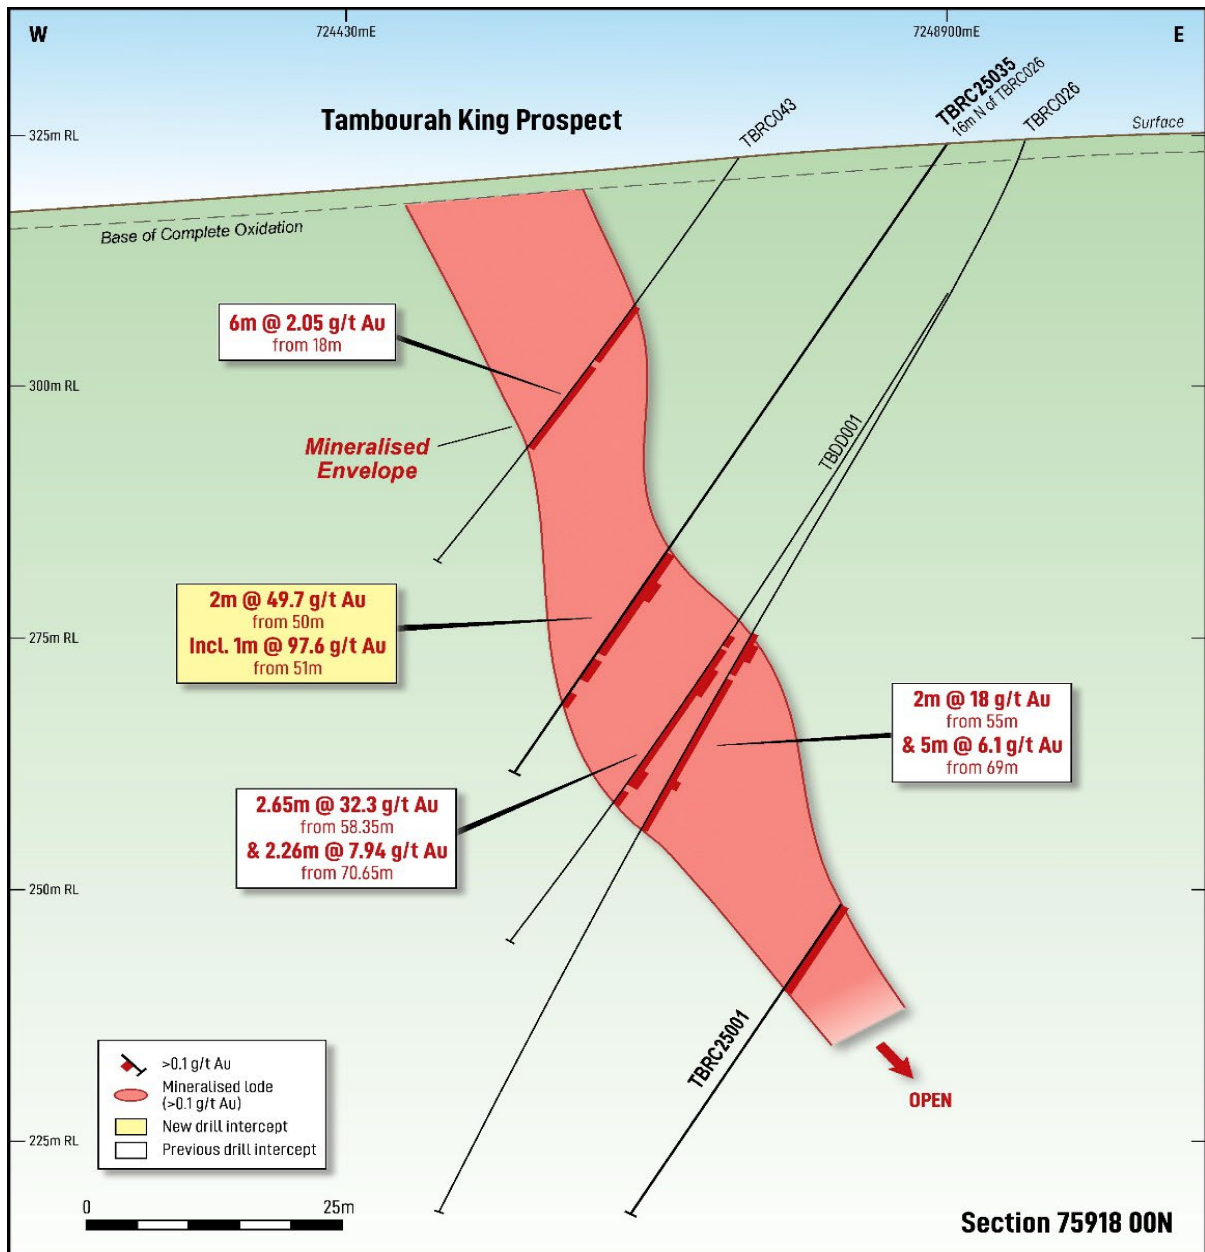 W
724430mE
7248900mE
E
Tambourah King Prospect
TBRC043
TBRC25035
16m N of TBRC026
TBRC026
Surface
325m RL
Base of Complete Oxidation
6m @ 2.05 g/t Au
from 18m
300m RL
Mineralised
Envelope
TBDD001
2m @ 49.7 g/t Au
from 50m
Incl. 1m @ 97.6 g/t Au
from 51m
275m RL
2m @ 18 g/t Au
from 55m
& 5m @ 6.1 g/t Au
from 69m
2.65m @ 32.3 g/t Au
from 58.35m
& 2.26m @ 7.94 g/t Au
from 70.65m
250m RL
TBRC25001
OPEN
>0.1 g/t Au
Mineralised lode
(>0.1 g/t Au)
New drill intercept
Previous drill intercept
225m RL
0
25m
Section 75918 00N